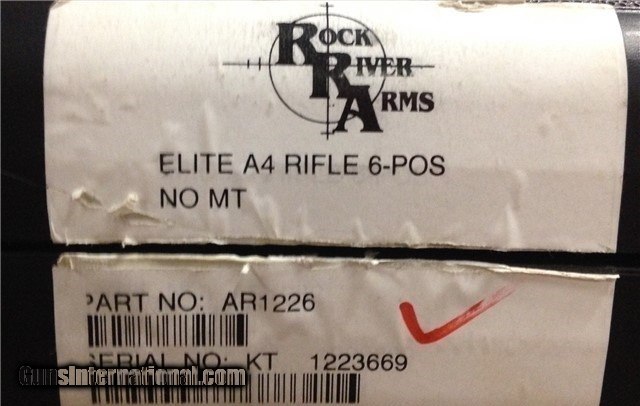 ROCK
RIVER
ARMS
ELITE A4 RIFLE 6-POS
NO MT
PART NO: AR1226
SERIAL NO: KT 1223669
GunsInternational.com